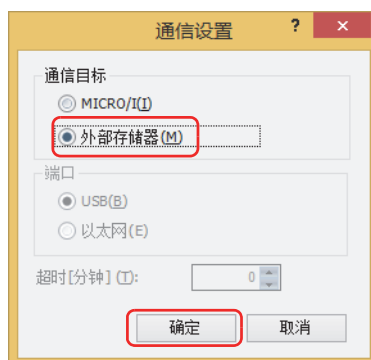 通信设置 ? ×
通信目标
MICRO/I(I)
外部存储器(M)
端口
USB(B)
以太网(E)
超时[分钟] (T): 0
确定 取消